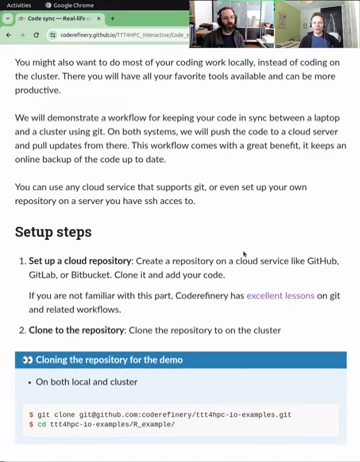 Activities Google Chrome
Code sync — Real-life c
coderefinery.github.io/TTT4HPC_Interactive/Code_
You might also want to do most of your coding work locally, instead of coding on
the cluster. There you will have all your favorite tools available and can be more
productive.
We will demonstrate a workflow for keeping your code in sync between a laptop
and a cluster using git. On both systems, we will push the code to a cloud server
and pull updates from there. This workflow comes with a great benefit, it keeps an
online backup of the code up to date.
You can use any cloud service that supports git, or even set up your own
repository on a server you have ssh acces to.
Setup steps
1. Set up a cloud repository: Create a repository on a cloud service like GitHub,
GitLab, or Bitbucket. Clone it and add your code.
If you are not familiar with this part, Coderefinery has excellent lessons on git
and related workflows.
2. Clone to the repository: Clone the repository to on the cluster
👀 Cloning the repository for the demo
• On both local and cluster
$ git clone git@github.com:coderefinery/ttt4hpc-io-examples.git
$ cd ttt4hpc-io-examples/R_example/